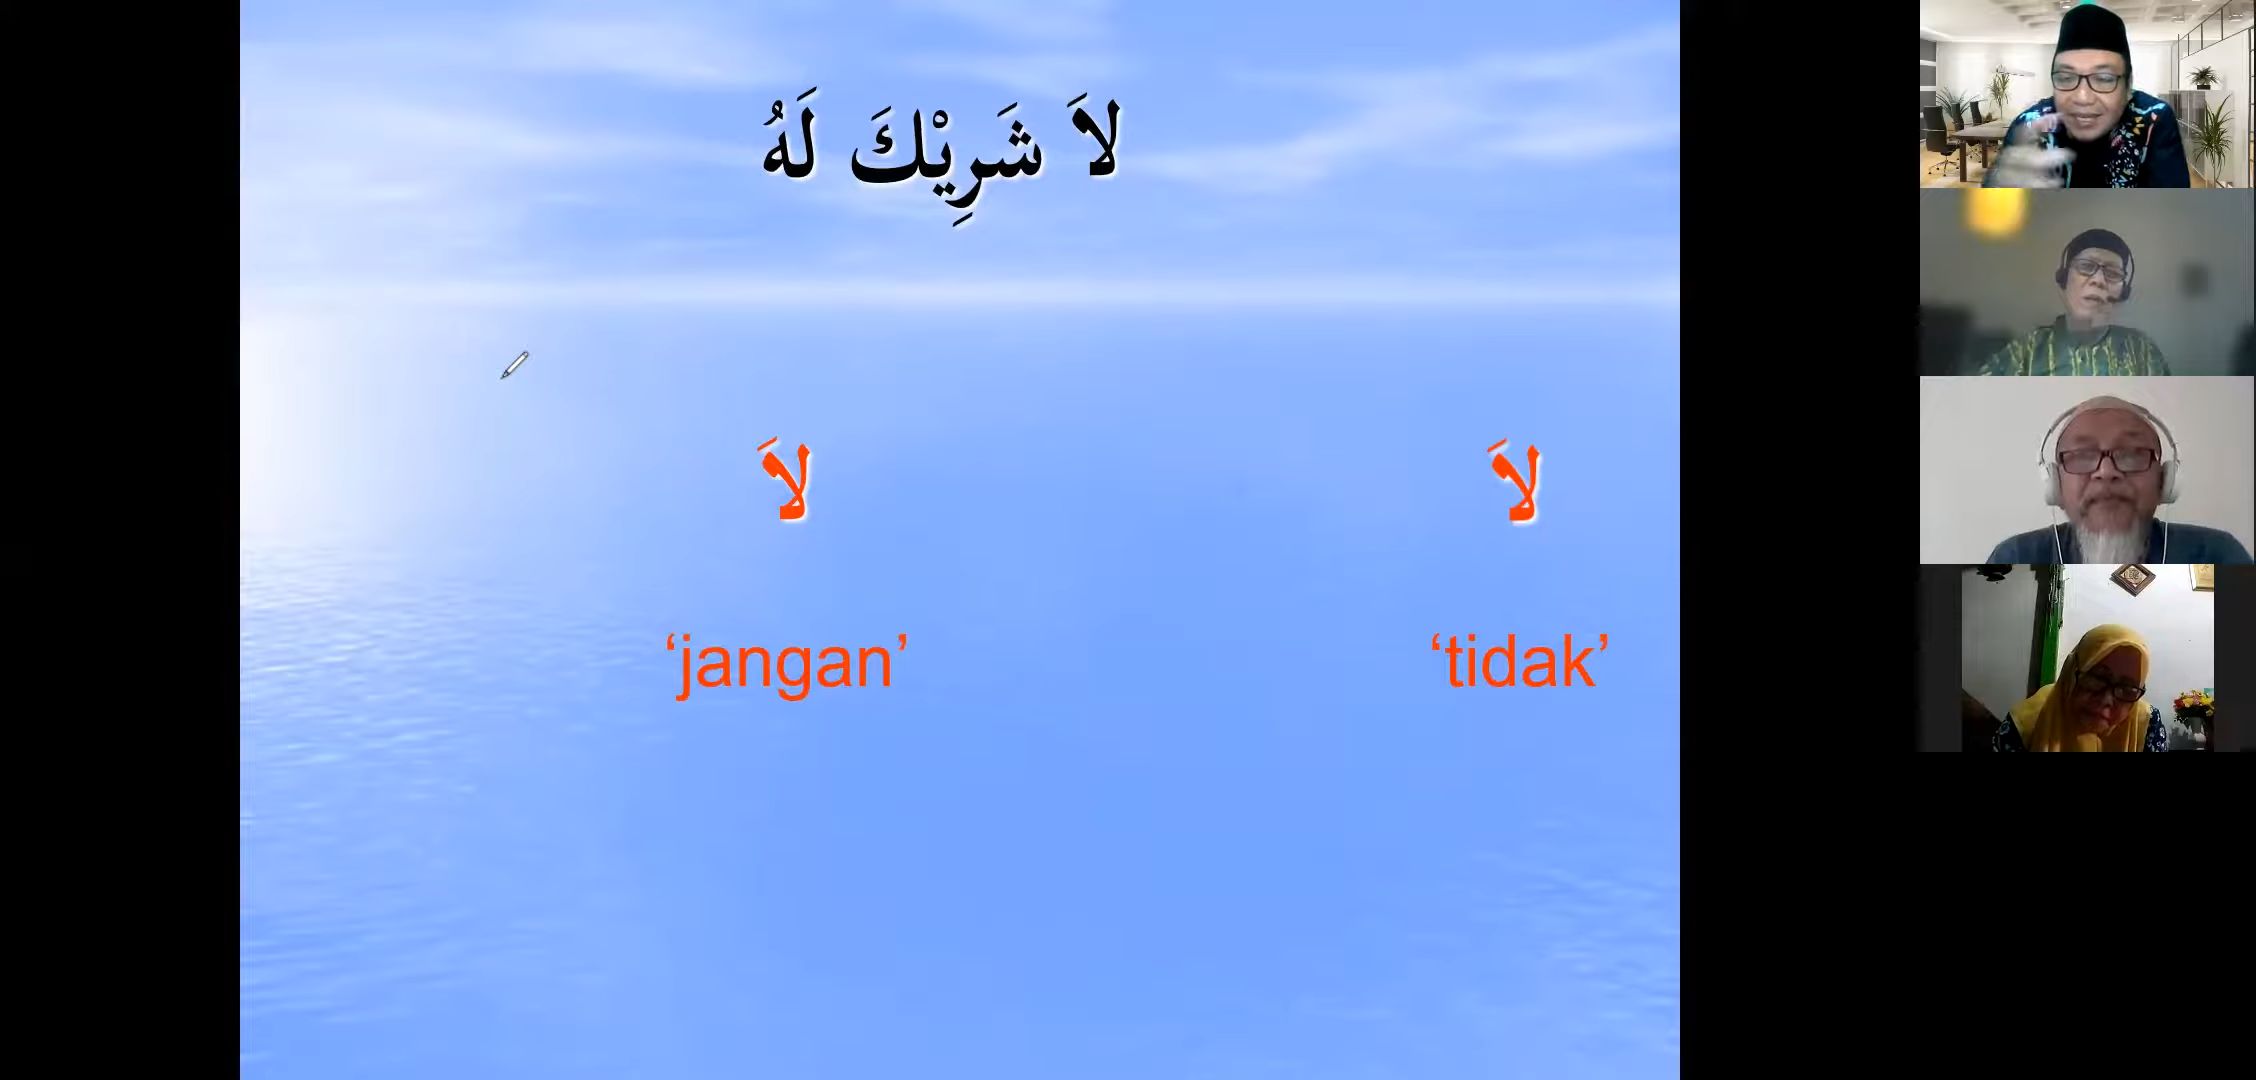 لاَ شَرِيْكَ لَهُ
لاَ لاَ
‘jangan’ ‘tidak’